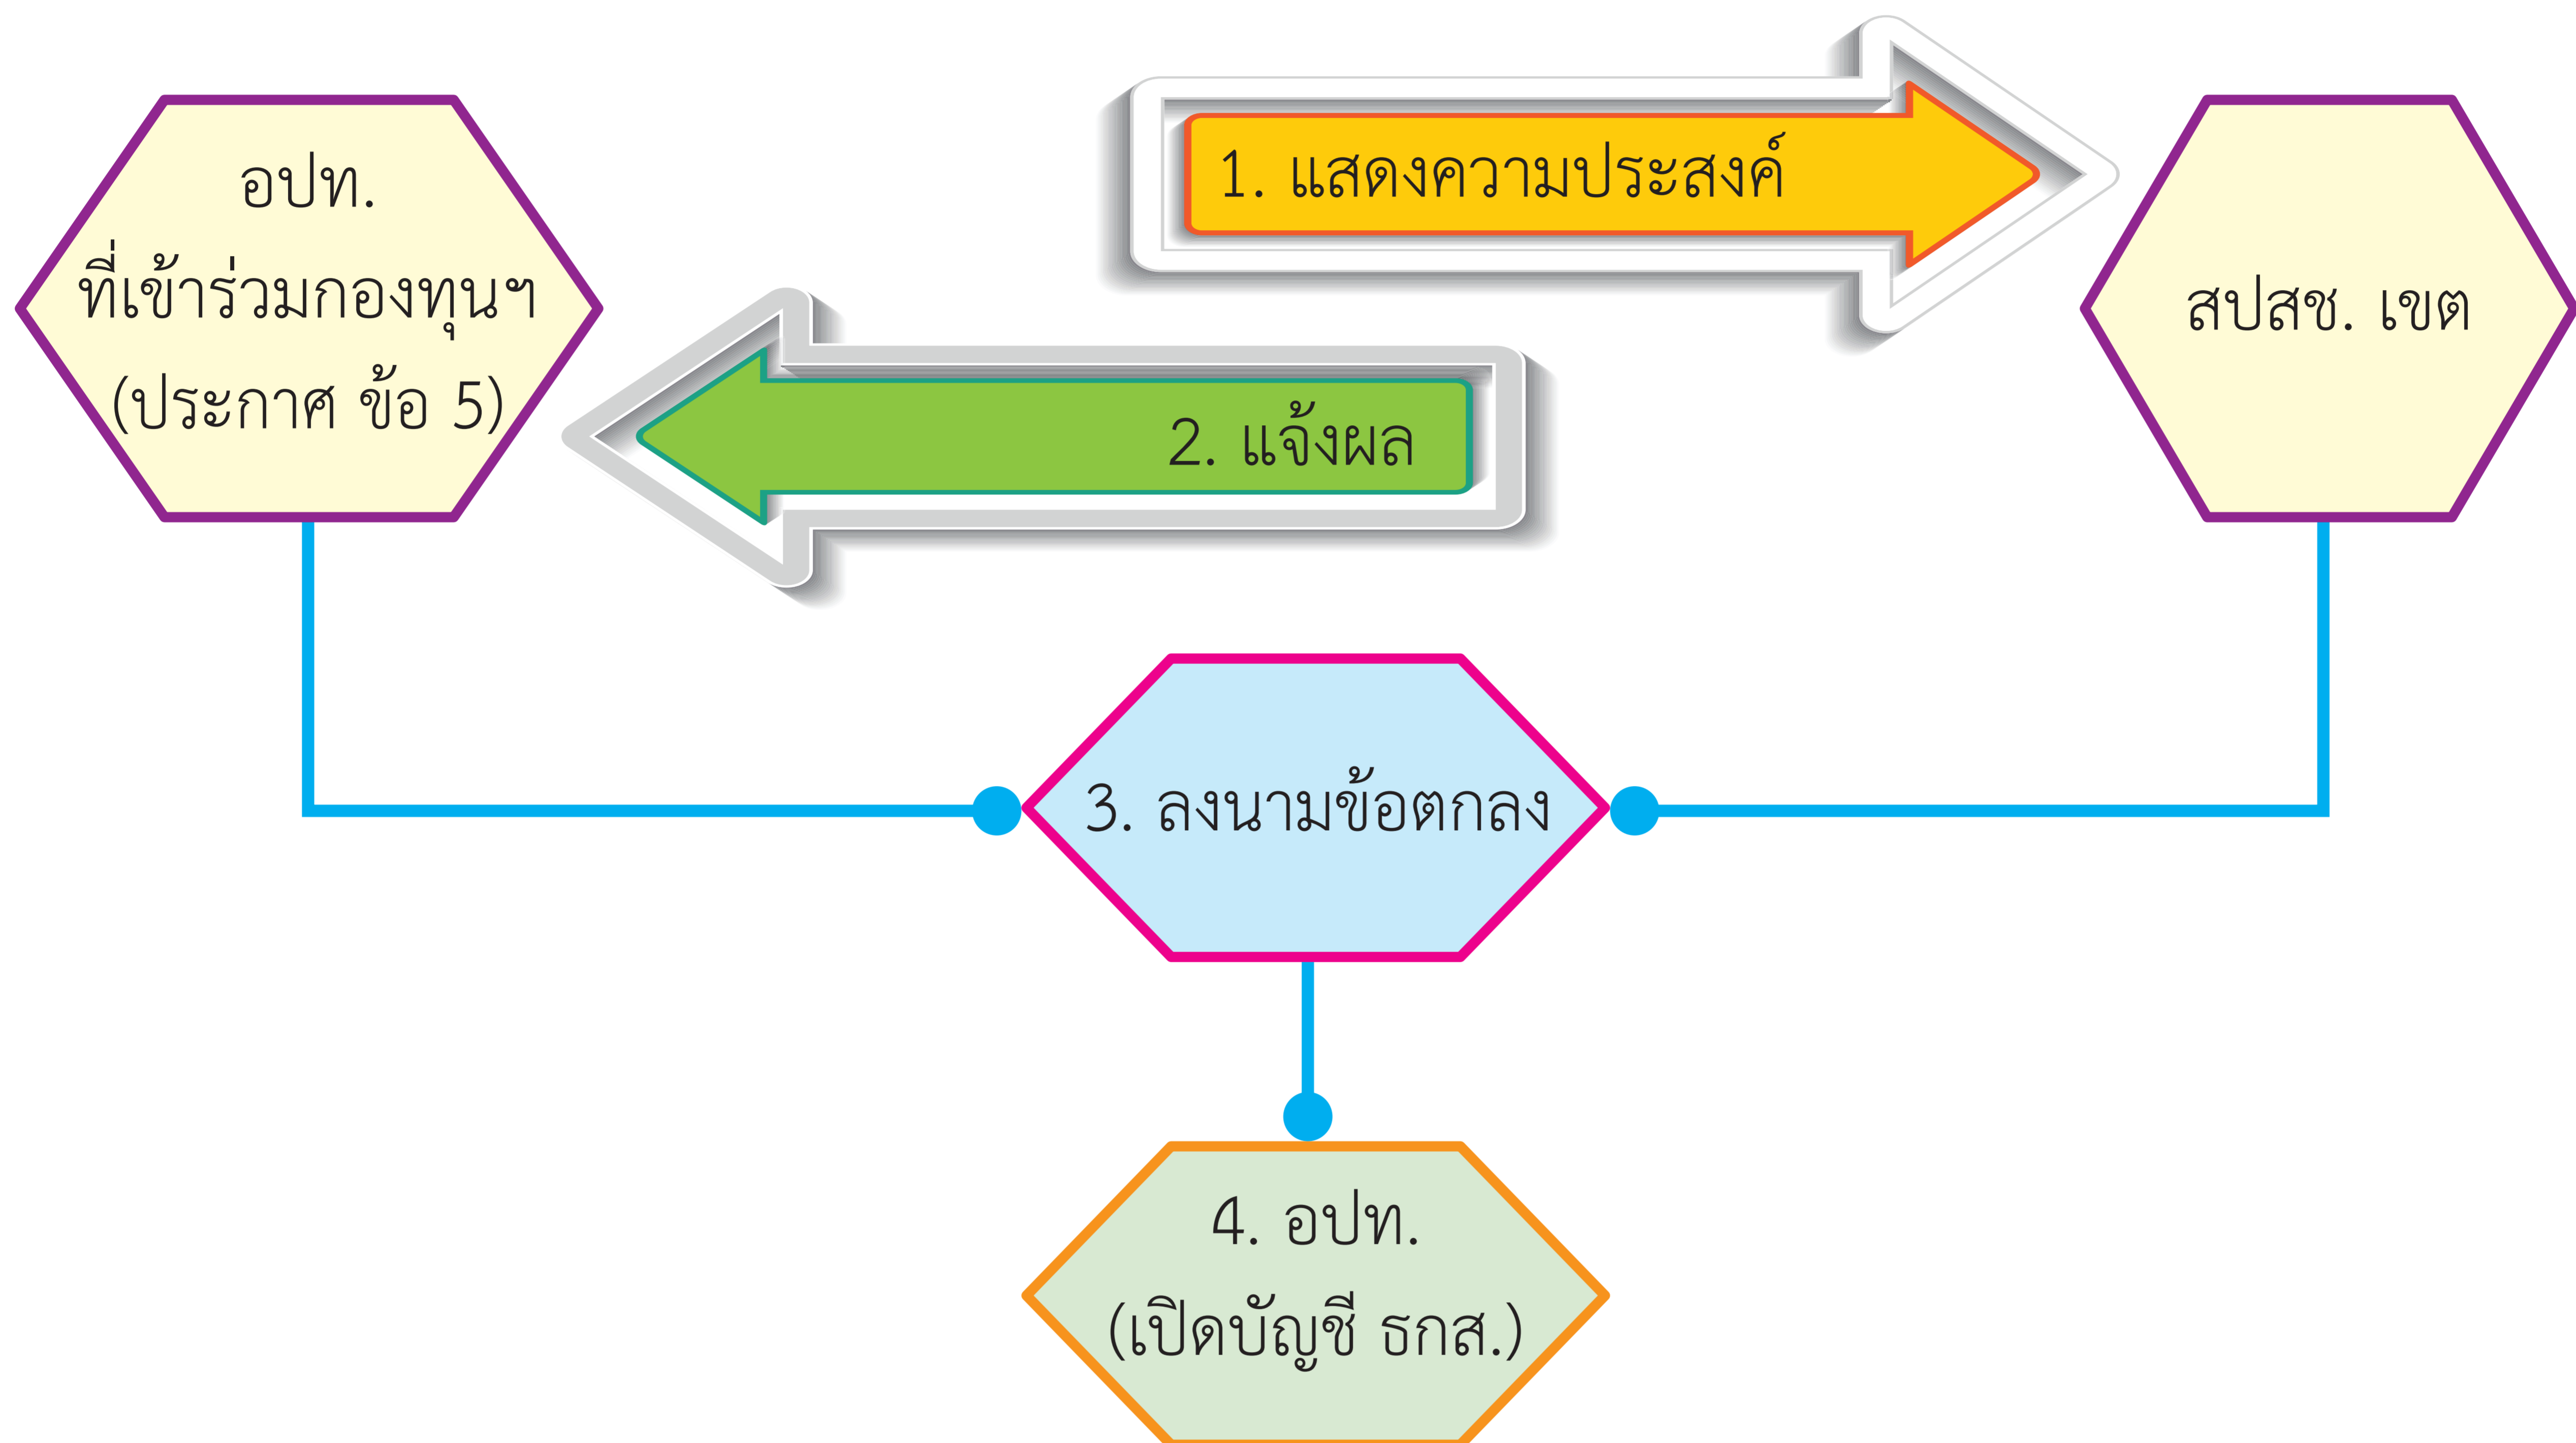 อปท.
ที่เข้าร่วมกองทุนฯ
(ประกาศ ข้อ 5)
1. แสดงความประสงค์
2. แจ้งผล
สปสช. เขต
3. ลงนามข้อตกลง
4. อปท.
(เปิดบัญชี ธกส.)